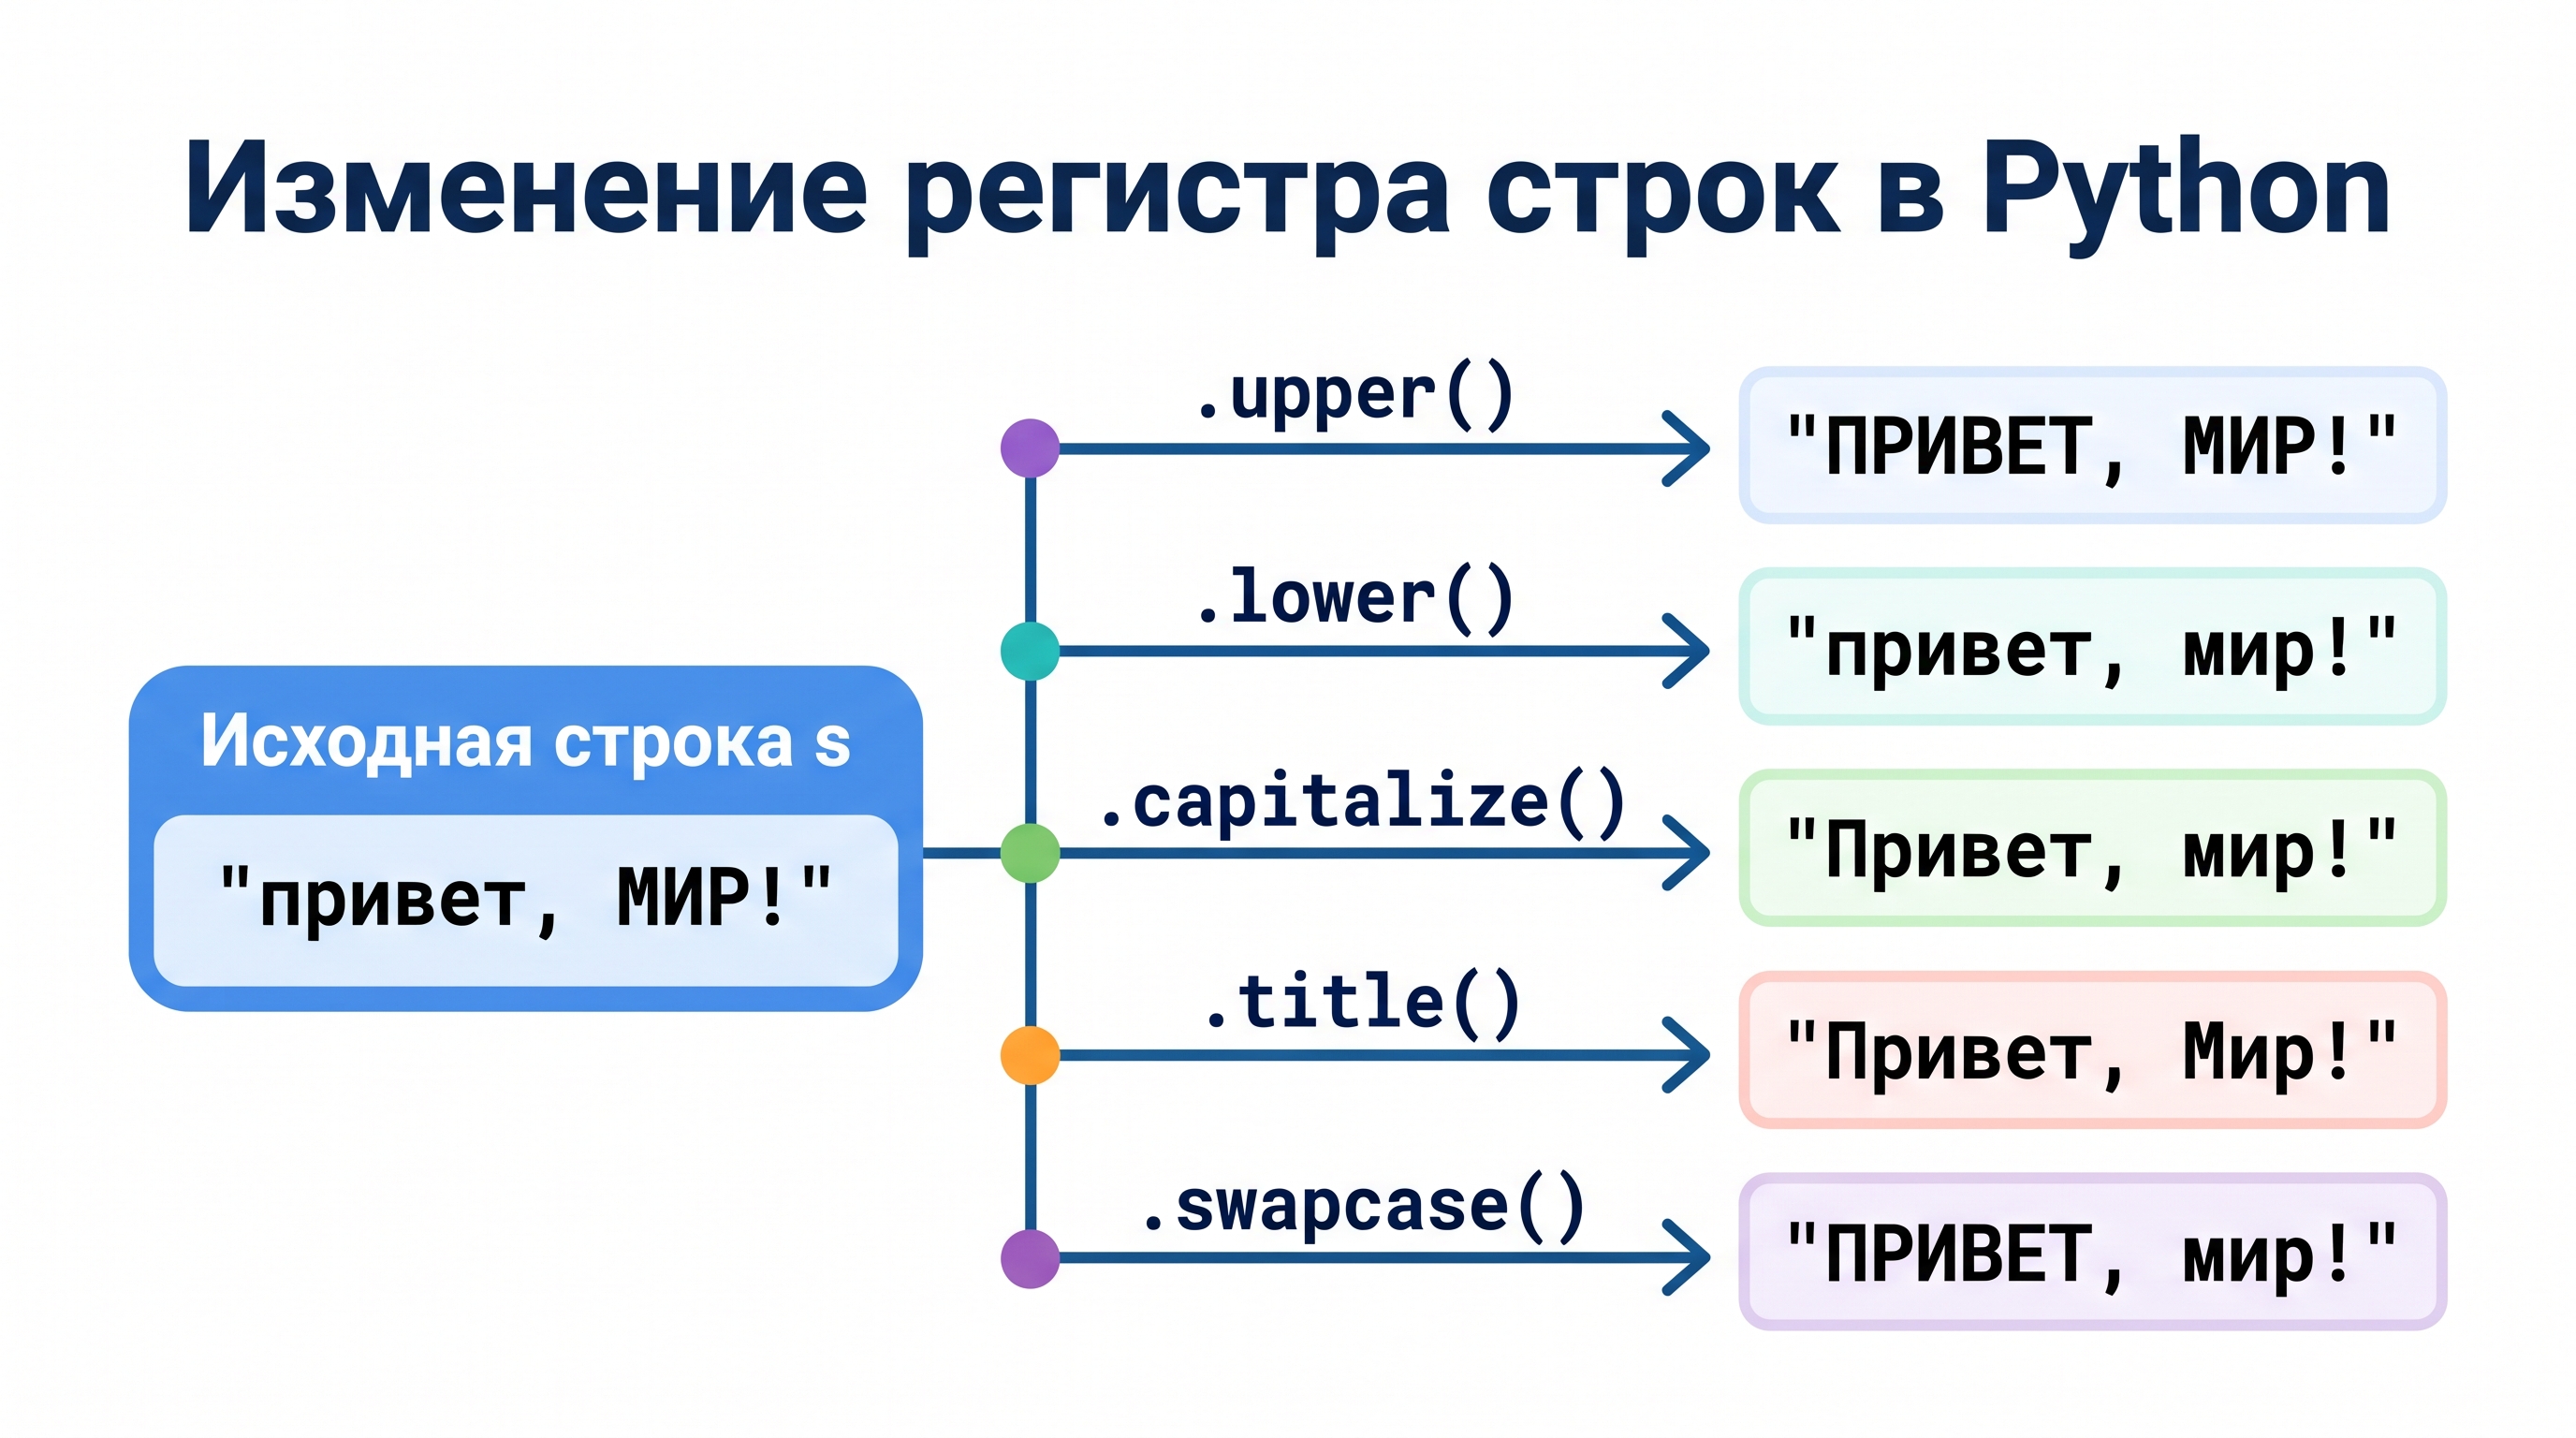 Изменение регистра строк в Python
Исходная строка s
"привет, МИР!"
.upper()
"ПРИВЕТ, МИР!"
.lower()
"привет, мир!"
.capitalize()
"Привет, мир!"
.title()
"Привет, Мир!"
.swapcase()
"ПРИВЕТ, мир!"